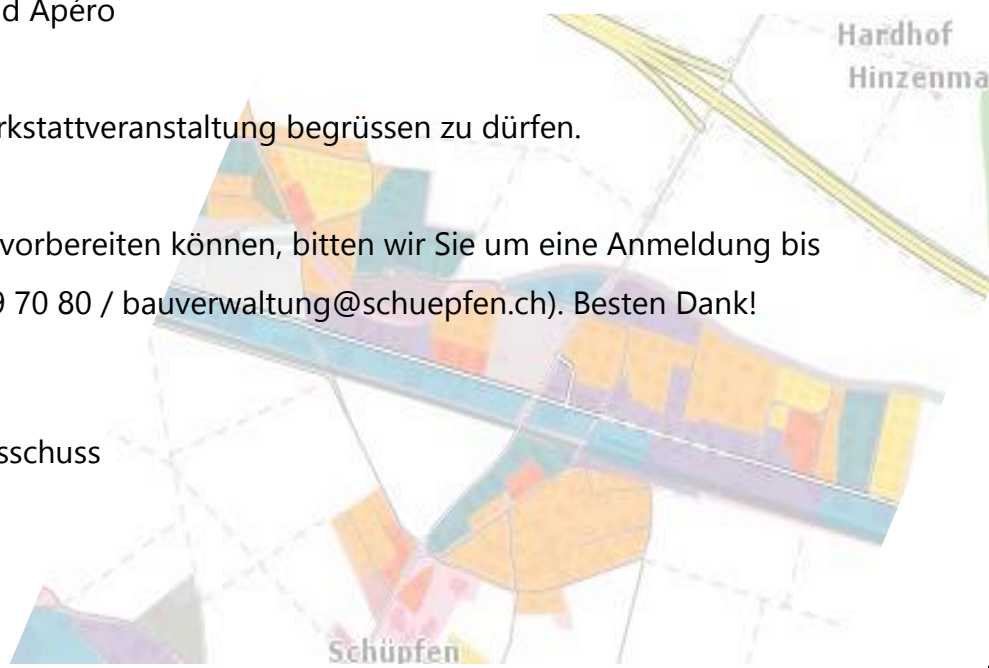 d Apéro
Hardhof
Hinzenma
rkstattveranstaltung begrüssen zu dürfen.
vorbereiten können, bitten wir Sie um eine Anmeldung bis
9 70 80 / bauverwaltung@schuepfen.ch). Besten Dank!
sschuss
Schüpfen